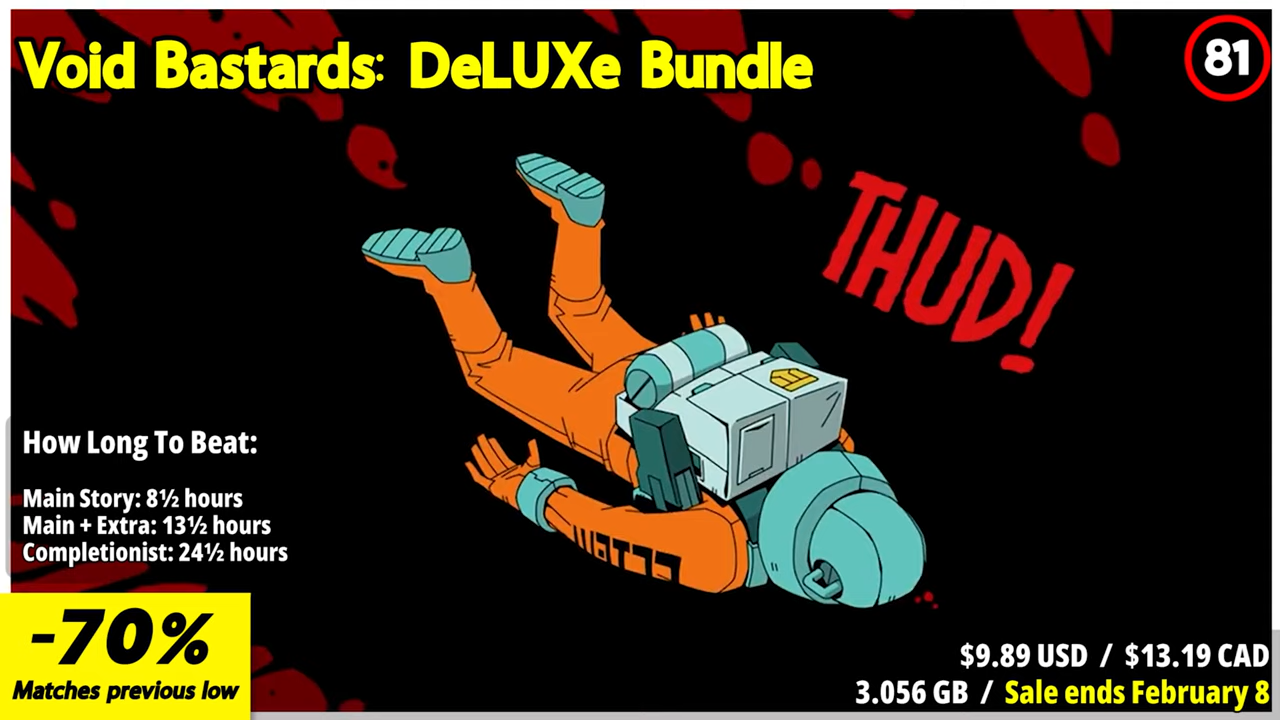 Void Bastards: DeLUXe Bundle
81
THUD!
How Long To Beat:
Main Story: 8½ hours
Main + Extra: 13½ hours
Completionist: 24½ hours
-70%
Matches previous low
$9.89 USD / $13.19 CAD
3.056 GB / Sale ends February 8